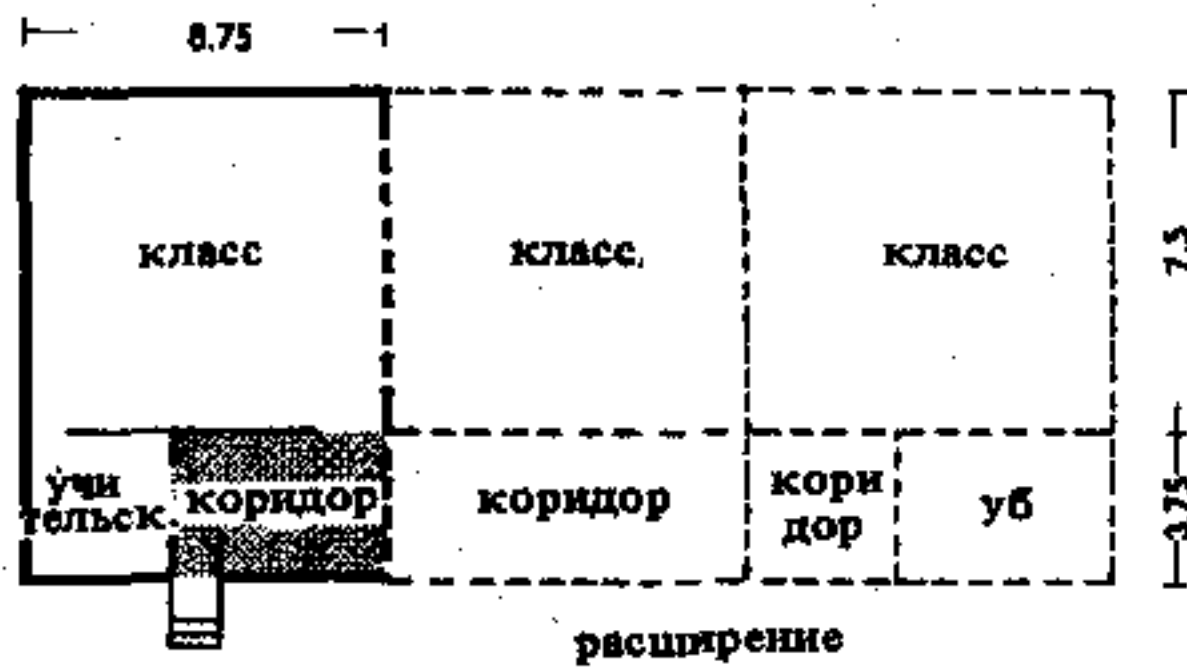 8.75
класс
класс
класс
7.5
учи
тельск.
коридор
коридор
кори
дор
уб
3.75
расширение